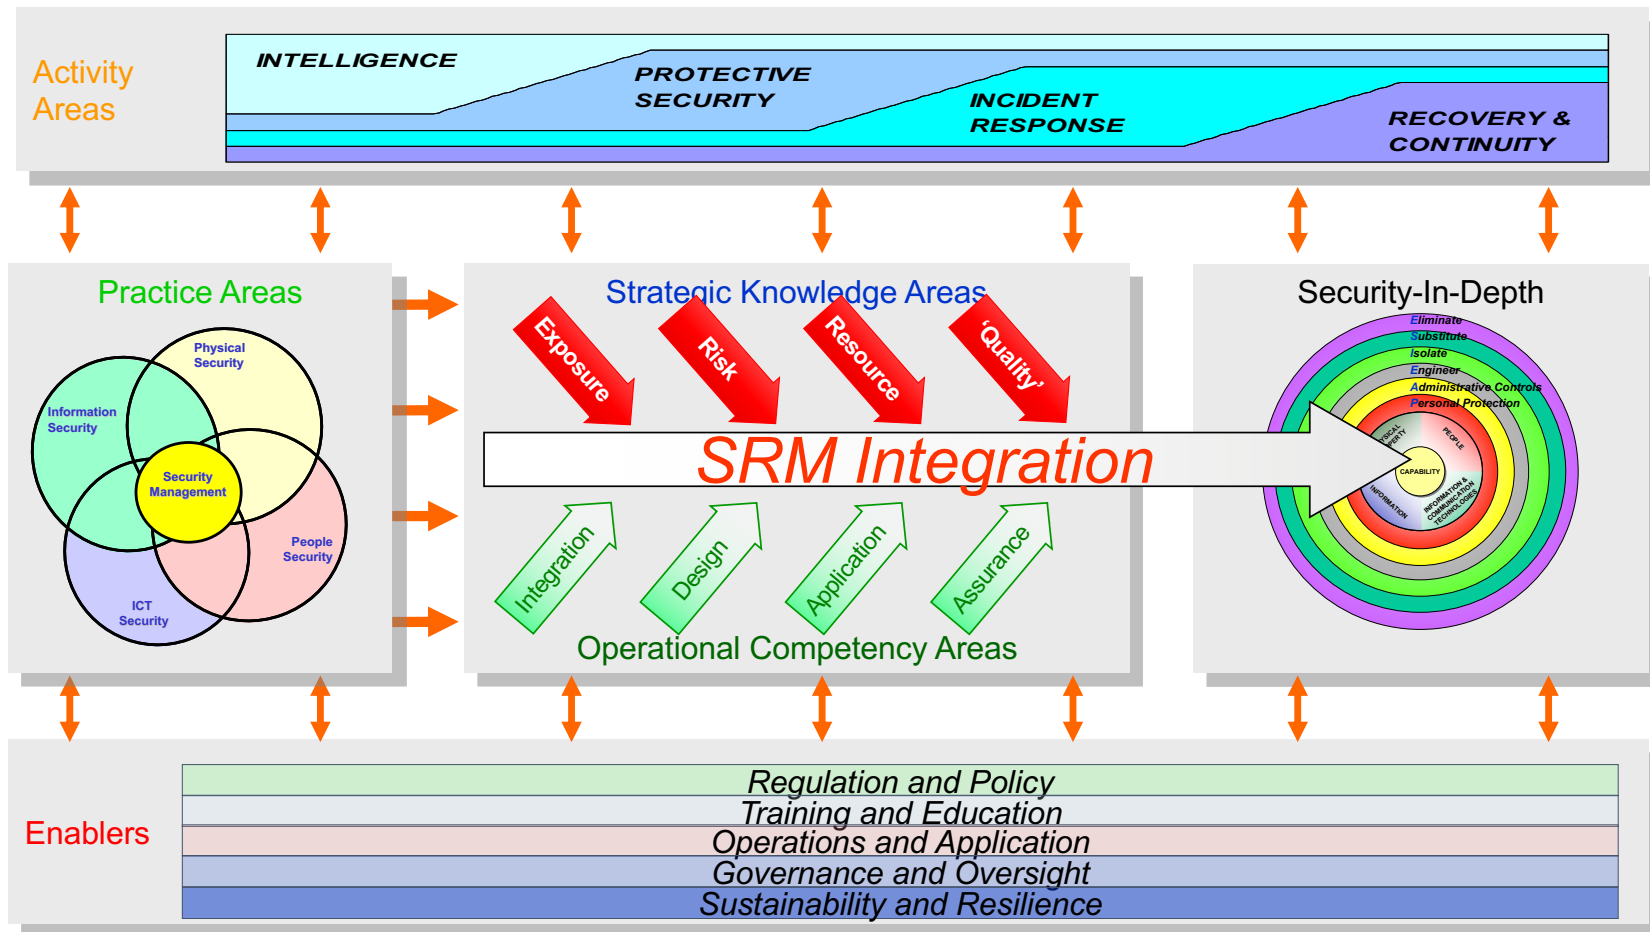 Activity
Areas
INTELLIGENCE
PROTECTIVE
SECURITY
INCIDENT
RESPONSE
RECOVERY &
CONTINUITY
Practice Areas
Physical
Security
Information
Security
Security
Management
People
Security
ICT
Security
Strategic Knowledge Areas
Exposure
Risk
Resource
‘Quality’
SRM Integration
Integration
Design
Application
Assurance
Operational Competency Areas
Security-In-Depth
Eliminate
Substitute
Isolate
Engineer
Administrative Controls
Personal Protection
PEOPLE
CAPABILITY
INFORMATION
INFORMATION &
COMMUNICATION
TECHNOLOGIES
Enablers
Regulation and Policy
Training and Education
Operations and Application
Governance and Oversight
Sustainability and Resilience